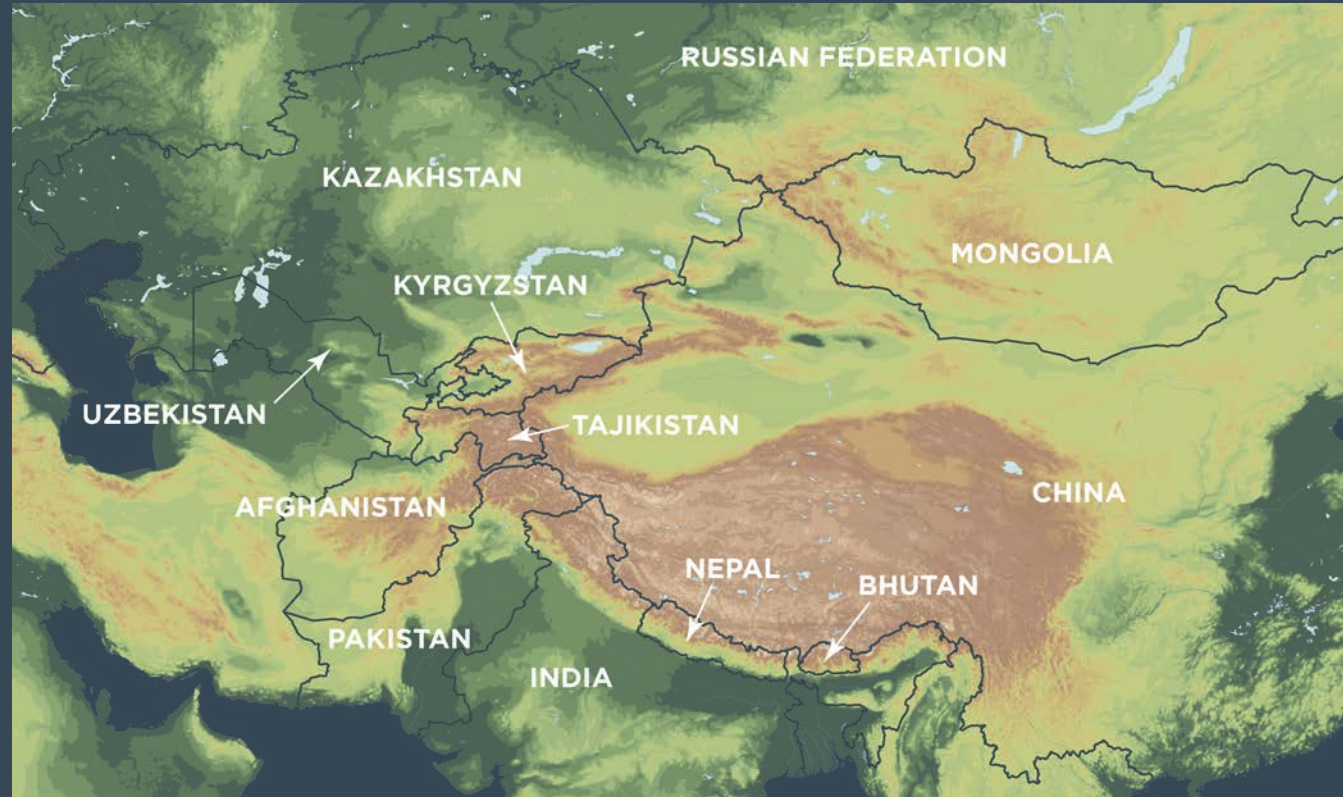 RUSSIAN FEDERATION
KAZAKHSTAN
MONGOLIA
KYRGYZSTAN
UZBEKISTAN
TAJIKISTAN
CHINA
AFGHANISTAN
NEPAL
BHUTAN
PAKISTAN
INDIA